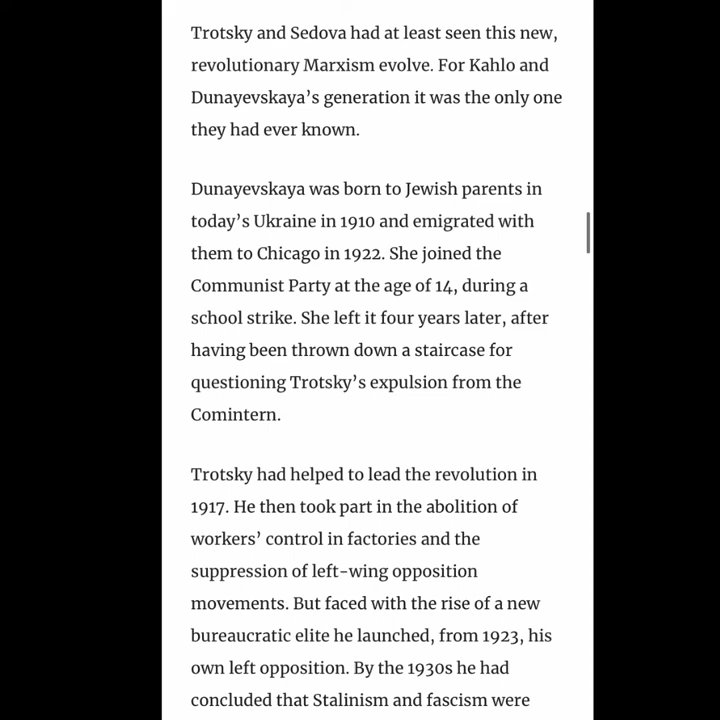 Trotsky and Sedova had at least seen this new,
revolutionary Marxism evolve. For Kahlo and
Dunayevskaya’s generation it was the only one
they had ever known.
Dunayevskaya was born to Jewish parents in
today’s Ukraine in 1910 and emigrated with
them to Chicago in 1922. She joined the
Communist Party at the age of 14, during a
school strike. She left it four years later, after
having been thrown down a staircase for
questioning Trotsky’s expulsion from the
Comintern.
Trotsky had helped to lead the revolution in
1917. He then took part in the abolition of
workers’ control in factories and the
suppression of left-wing opposition
movements. But faced with the rise of a new
bureaucratic elite he launched, from 1923, his
own left opposition. By the 1930s he had
concluded that Stalinism and fascism were